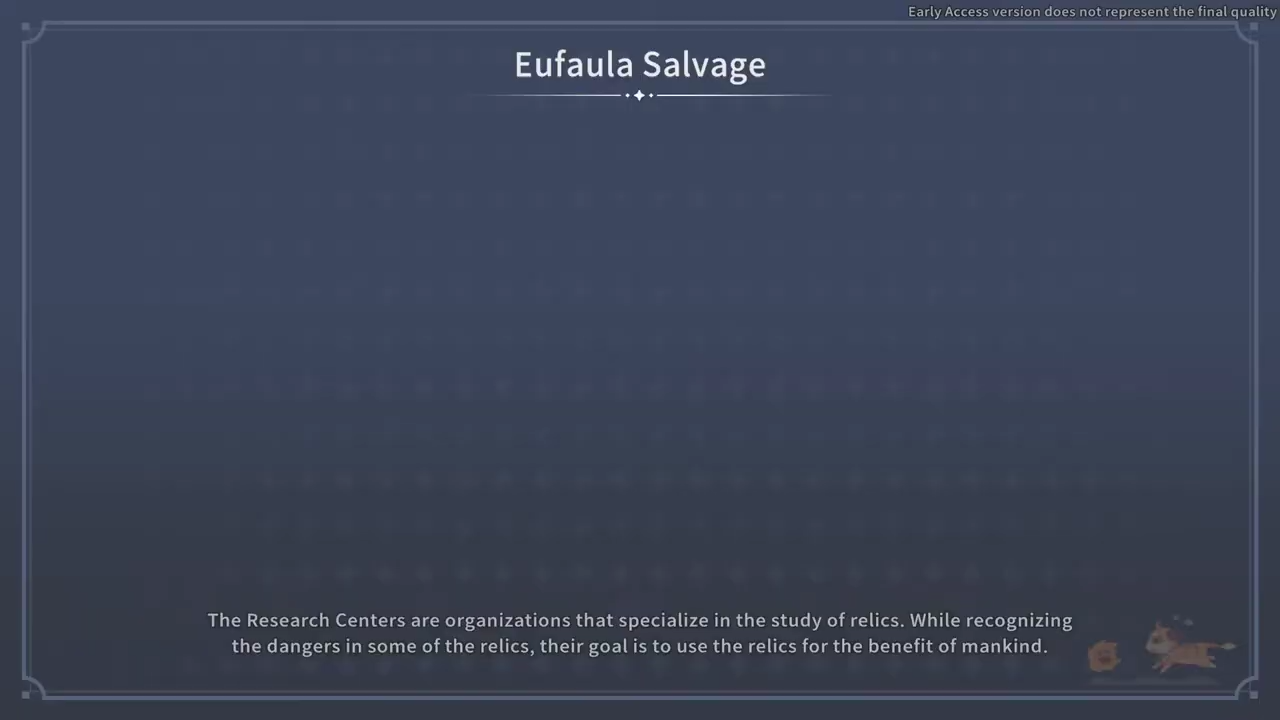 Early Access version does not represent the final quality
Eufaula Salvage
The Research Centers are organizations that specialize in the study of relics. While recognizing
the dangers in some of the relics, their goal is to use the relics for the benefit of mankind.